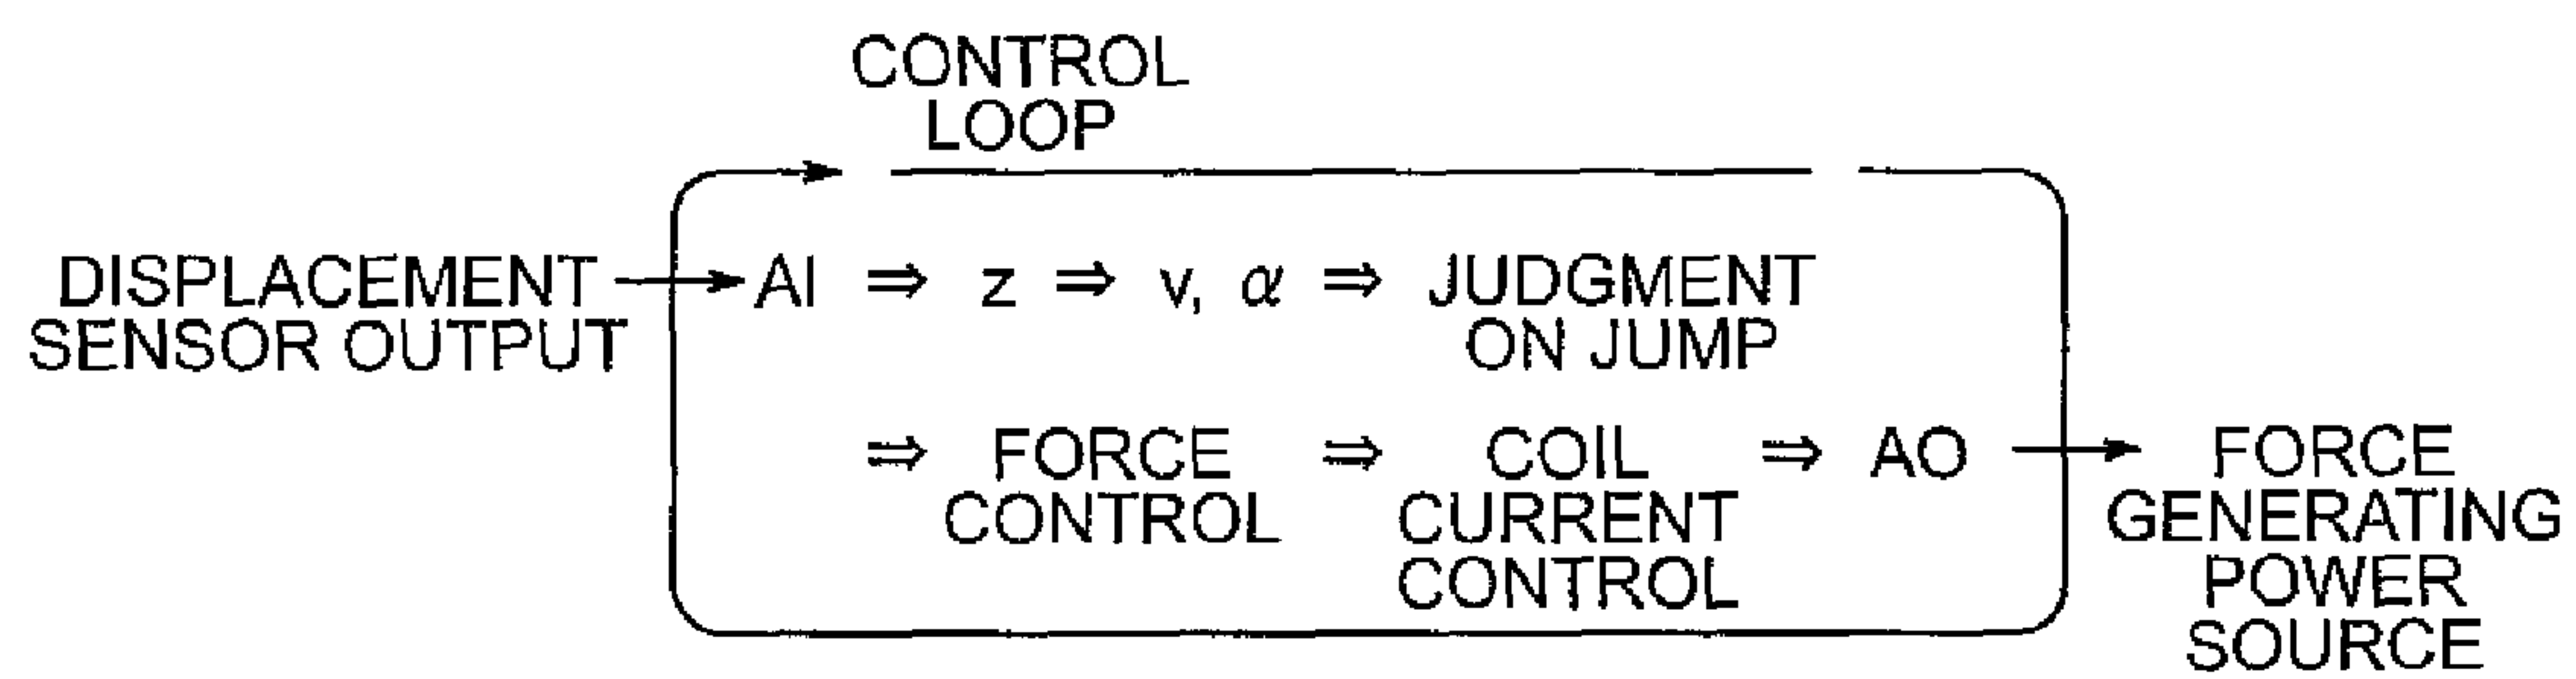 CONTROL
LOOP
DISPLACEMENT
SENSOR OUTPUT
AI ⇒ z ⇒ v, α ⇒ JUDGMENT
ON JUMP
⇒ FORCE
CONTROL
⇒ COIL
CURRENT
CONTROL
⇒ AO
FORCE
GENERATING
POWER
SOURCE